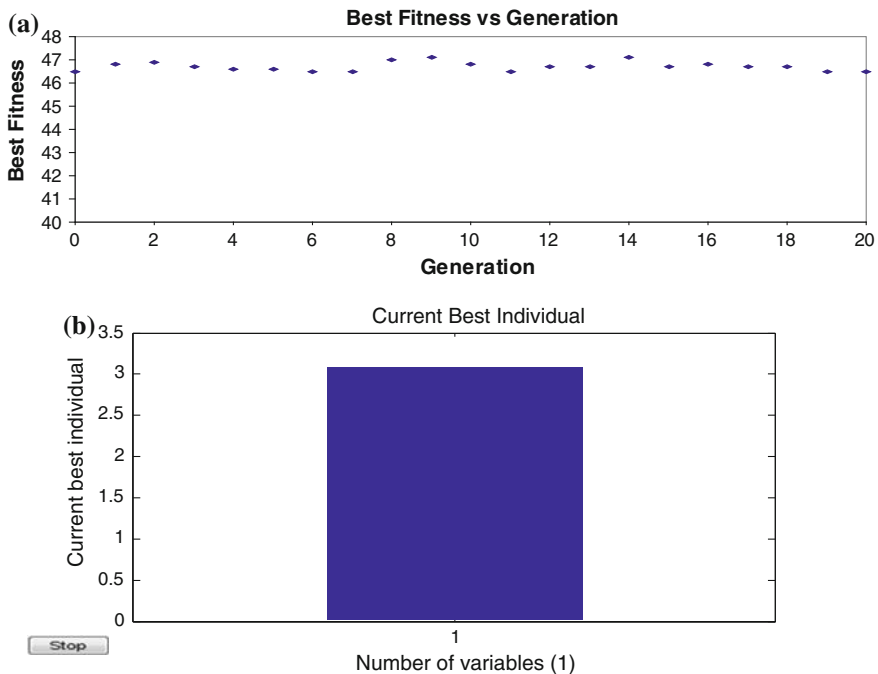 (a)
Best Fitness vs Generation
Best Fitness
48
47
46
45
44
43
42
41
40
0 2 4 6 8 10 12 14 16 18 20
Generation
(b)
Current Best Individual
Current best individual
3.5
3
2.5
2
1.5
1
0.5
0
1
Stop
Number of variables (1)